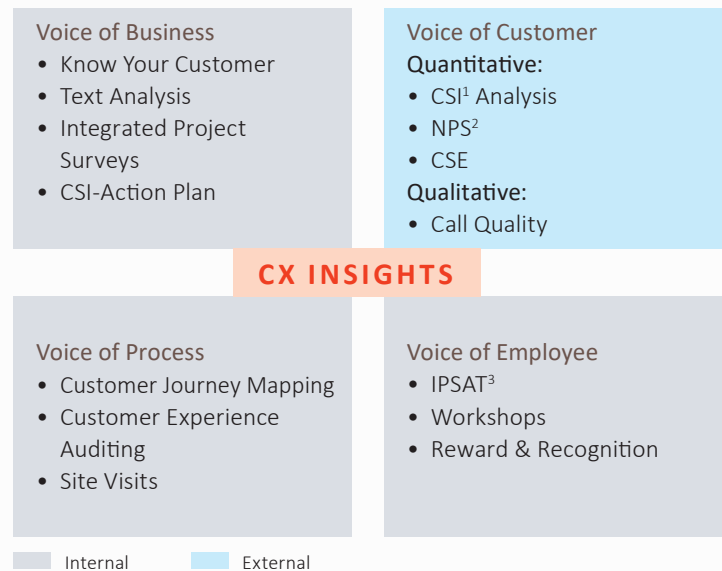 Voice of Business
• Know Your Customer
• Text Analysis
• Integrated Project
Surveys
• CSI-Action Plan
Voice of Customer
Quantitative:
• CSI¹ Analysis
• NPS²
• CSE
Qualitative:
• Call Quality
CX INSIGHTS
Voice of Process
• Customer Journey Mapping
• Customer Experience
Auditing
• Site Visits
Voice of Employee
• IPSAT³
• Workshops
• Reward & Recognition
Internal
External